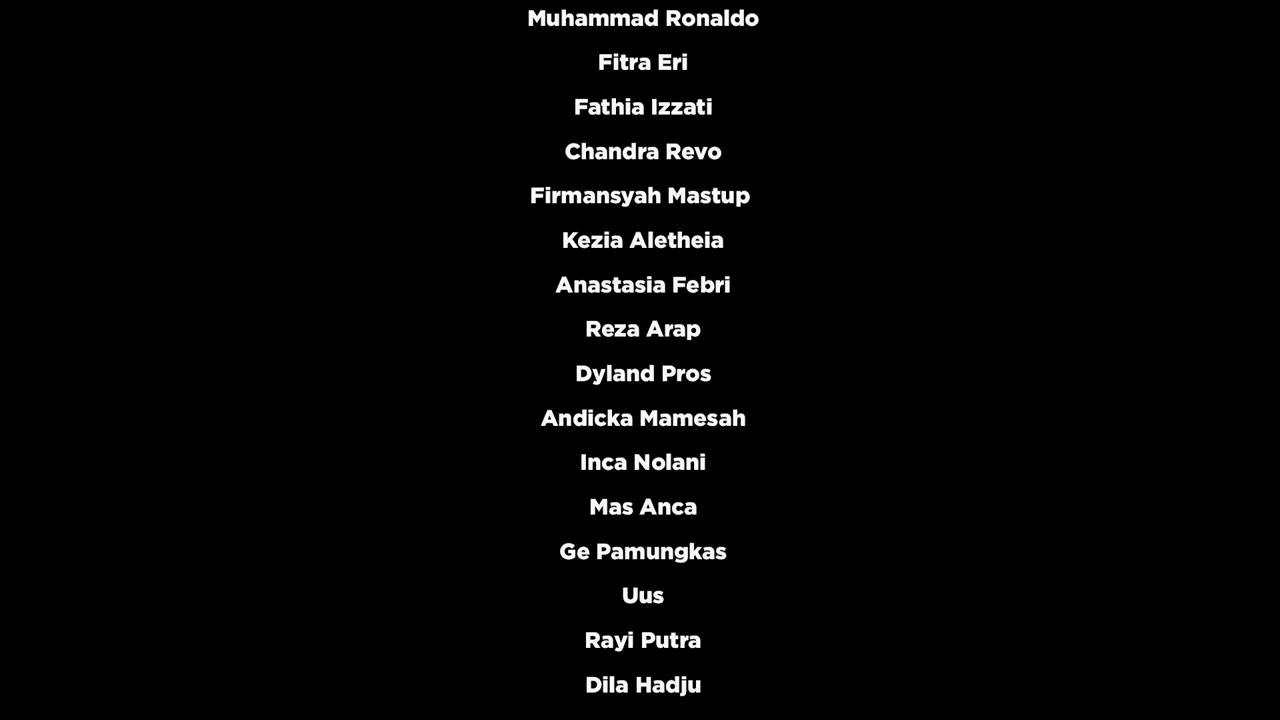 Muhammad Ronaldo
Fitra Eri
Fathia Izzati
Chandra Revo
Firmansyah Mastup
Kezia Aletheia
Anastasia Febri
Reza Arap
Dyland Pros
Andicka Mamesah
Inca Nolani
Mas Anca
Ge Pamungkas
Uus
Rayi Putra
Dila Hadju